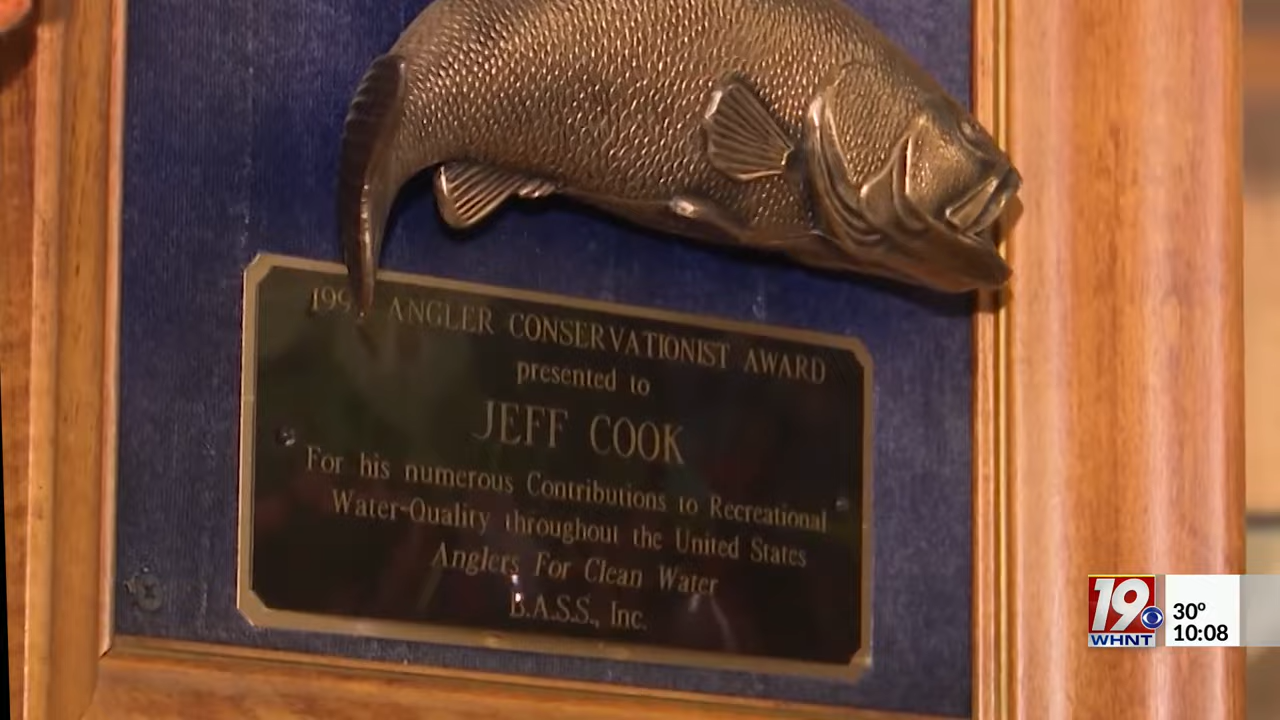 ANGLER CONSERVATIONIST AWARD
presented to
JEFF COOK
For his numerous Contributions to Recreational
Water-Quality throughout the United States
Anglers For Clean Water
B.A.S.S., Inc.
19
WHNT
30°
10:08